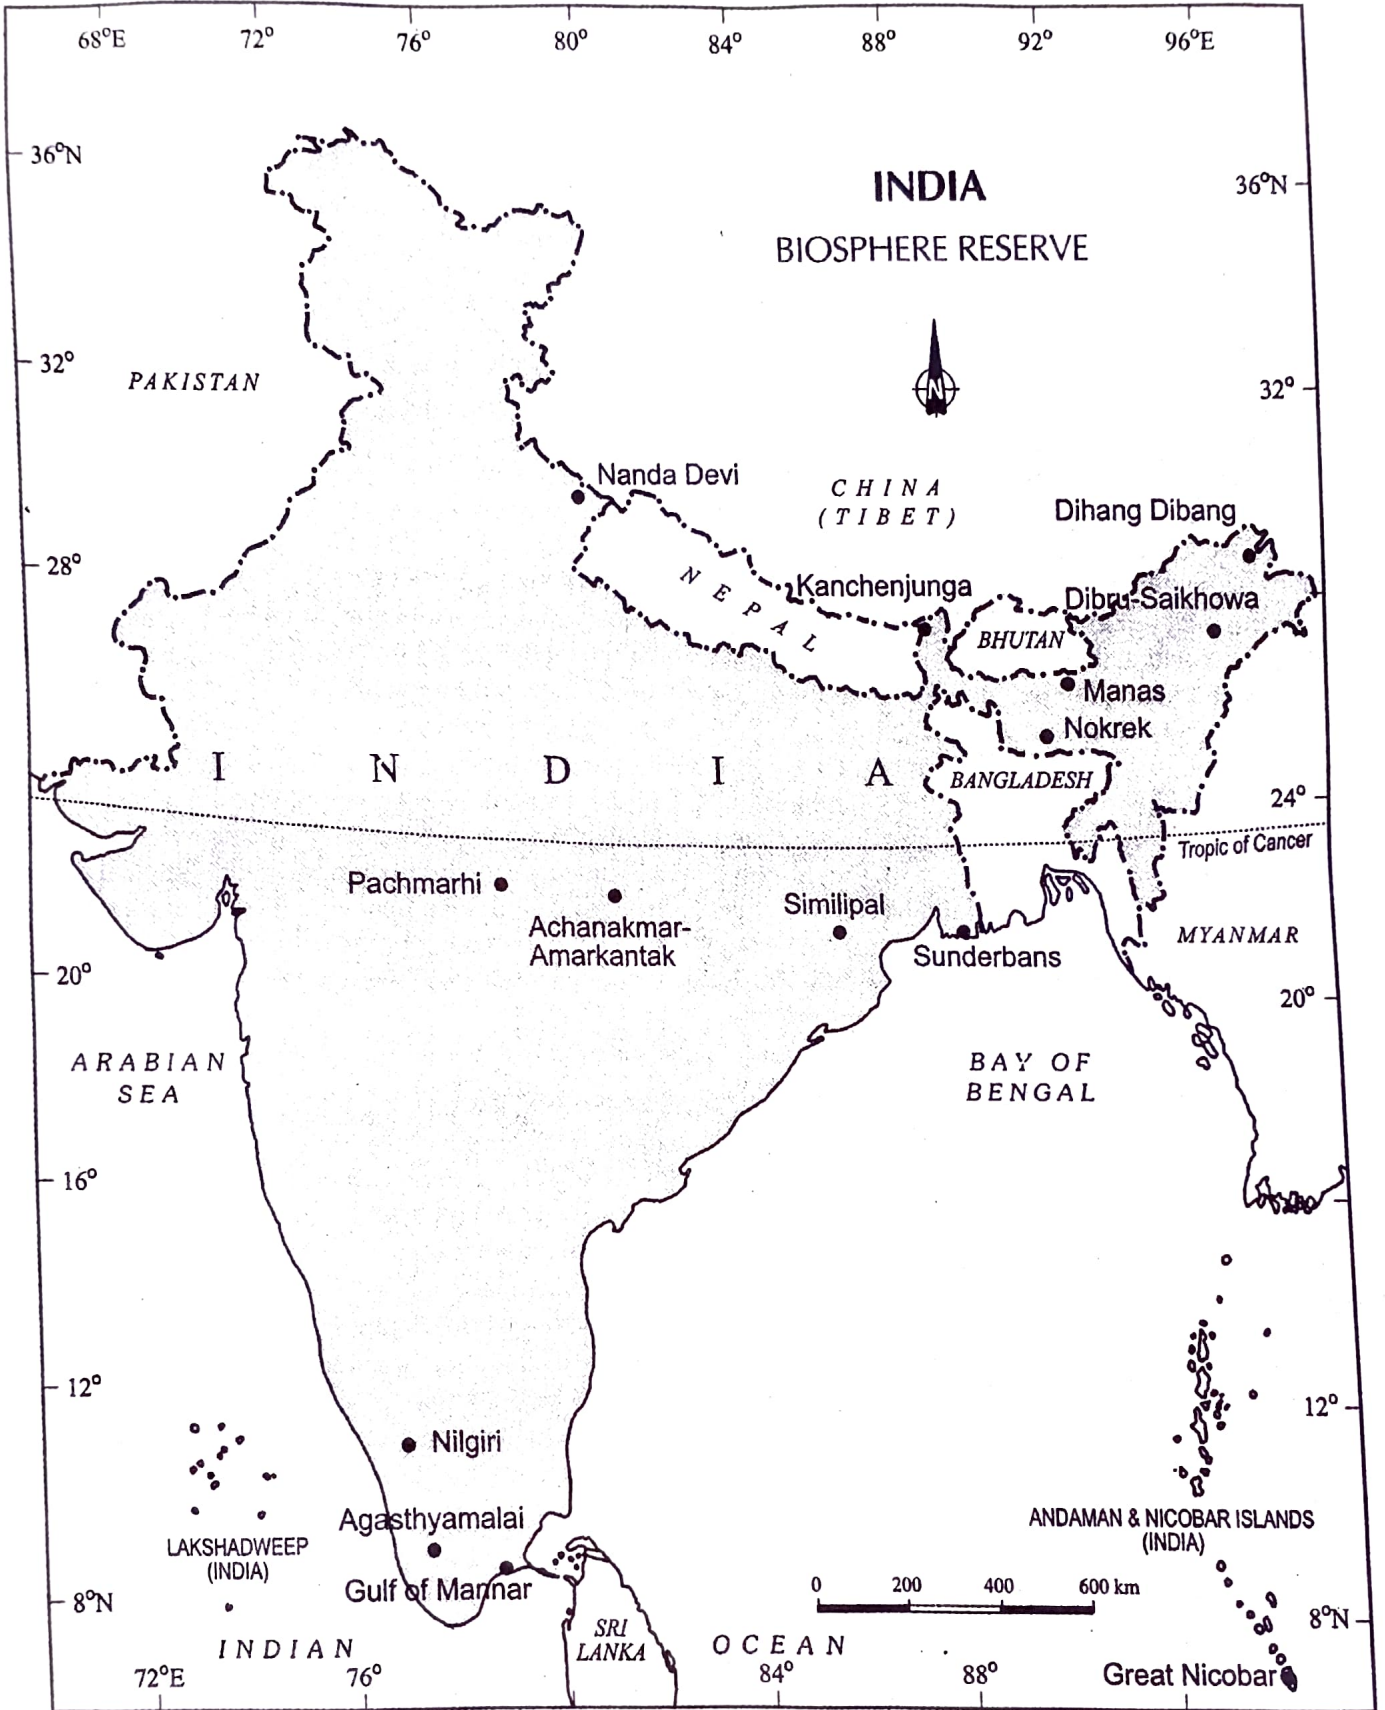 68°E 72° 76° 80° 84° 88° 92° 96°E
36°N
INDIA
36°N
BIOSPHERE RESERVE
32°
PAKISTAN
N
32°
Nanda Devi
CHINA
(TIBET)
Dihang Dibang
28°
NEPAL
Kanchenjunga
Dibru-Saikhowa
BHUTAN
Manas
Nokrek
INDIA
BANGLADESH
24°
Tropic of Cancer
Pachmarhi
Achanakmar-
Amarkantak
Similipal
Sunderbans
MYANMAR
20°
20°
ARABIAN
SEA
BAY OF
BENGAL
16°
12°
12°
Nilgiri
Agasthyamalai
LAKSHADWEEP
(INDIA)
Gulf of Mannar
ANDAMAN & NICOBAR ISLANDS
(INDIA)
0 200 400 600 km
8°N
8°N
SRI
LANKA
INDIAN OCEAN
Great Nicobar
72°E 76° 84° 88°